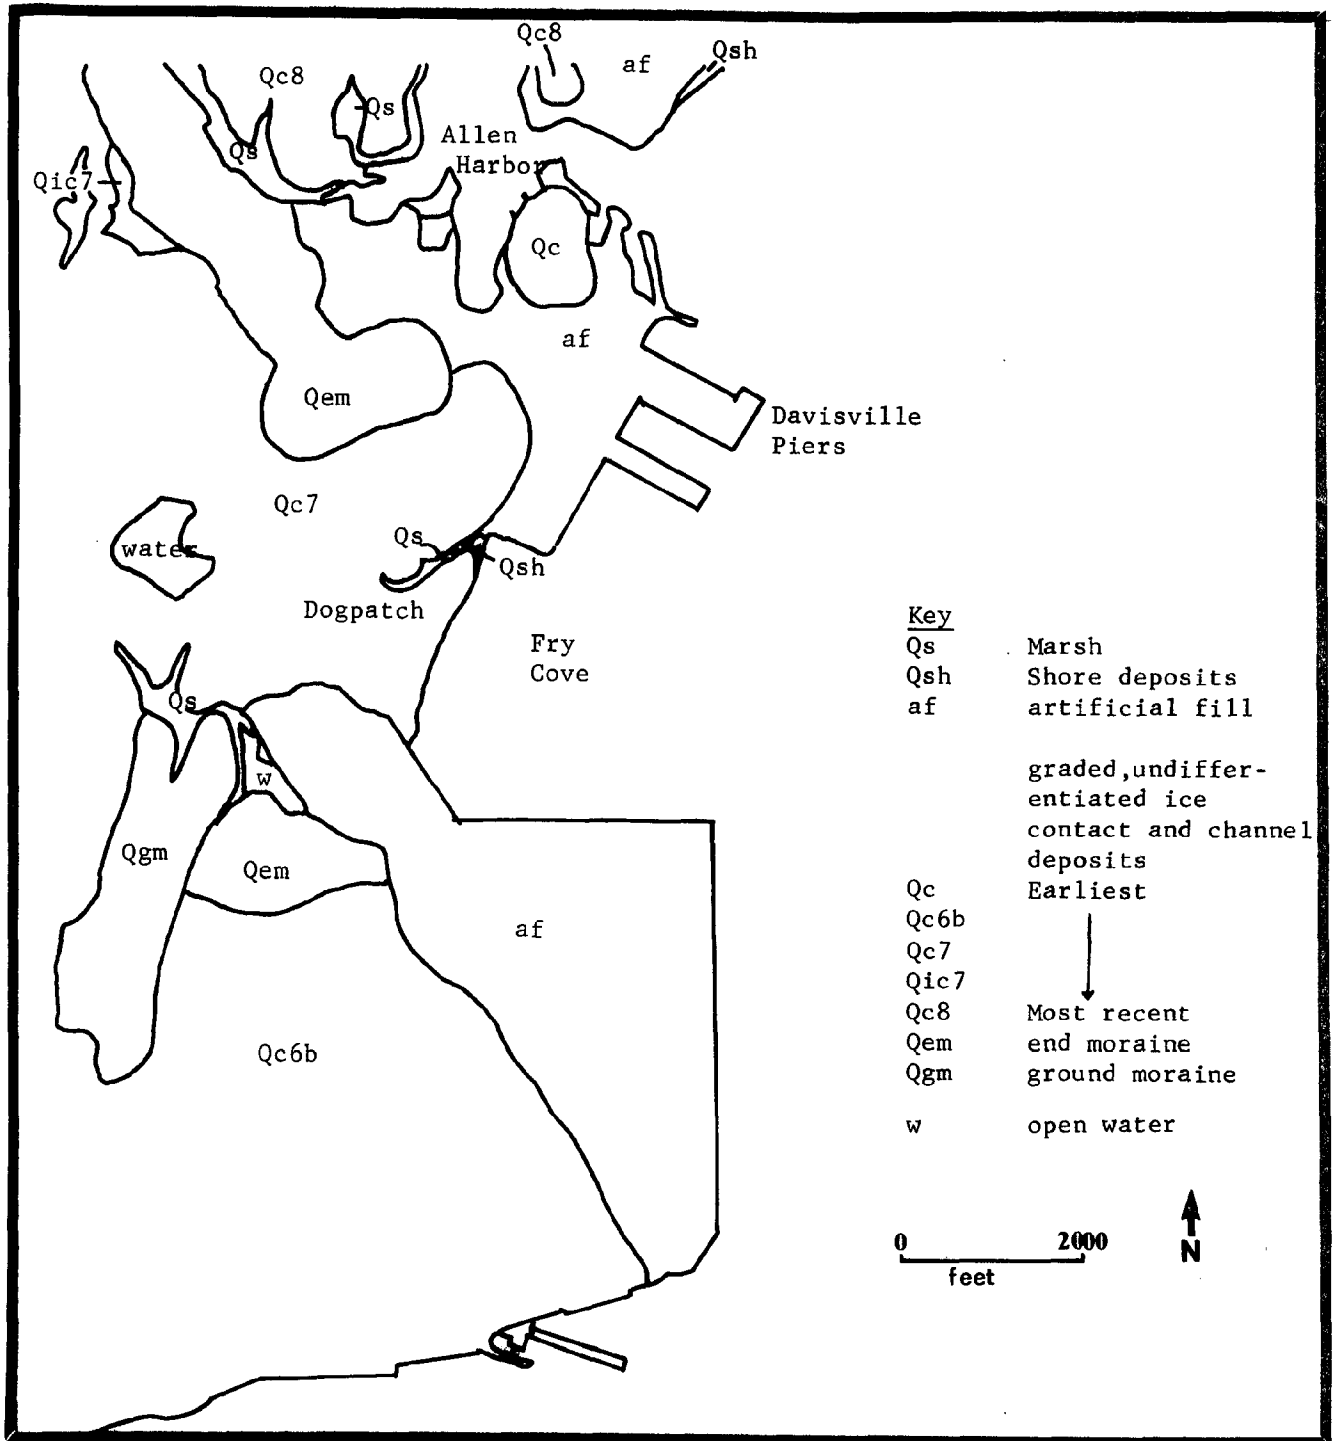 Qc8
Qsh
af
Qc8
Qs
Allen
Harbor
Qs
Qic7
Qc
af
Qem
Davisville
Piers
Qc7
Qs
water
Qsh
Dogpatch
Fry
Cove
Qs
w
Qgm
Qem
af
Qc6b
Key
Qs Marsh
Qsh Shore deposits
af artificial fill
graded,undiffer-
entiated ice
contact and channel
deposits
Qc Earliest
Qc6b
Qc7
Qic7
Qc8 Most recent
Qem end moraine
Qgm ground moraine
w open water
0 2000
feet
N